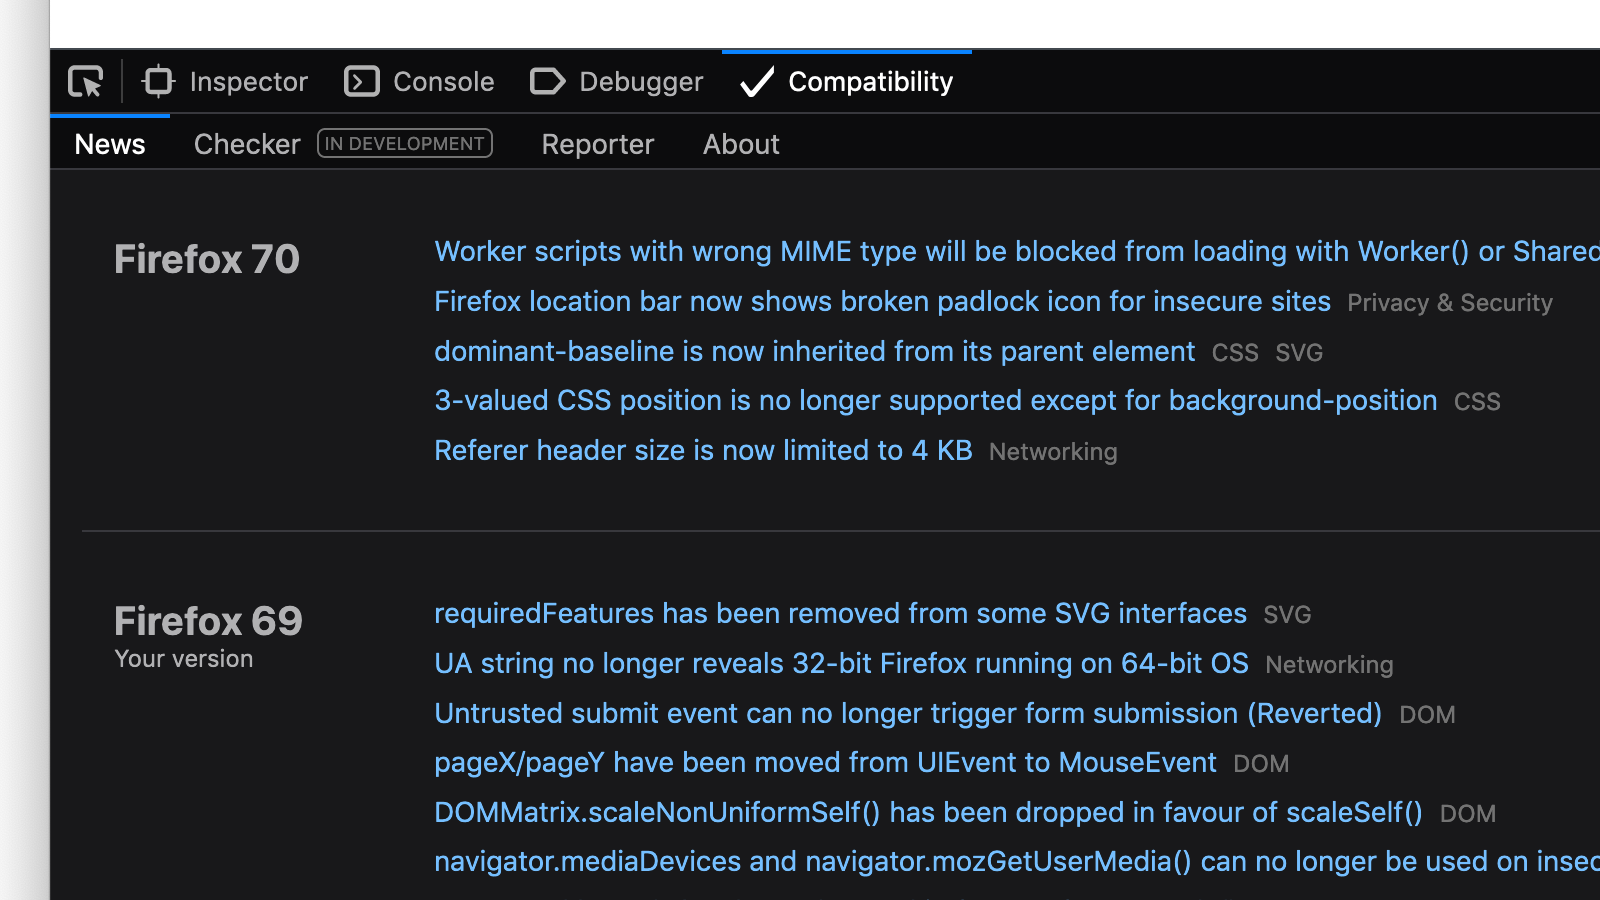 Inspector Console Debugger Compatibility
News Checker IN DEVELOPMENT Reporter About
Firefox 70
Worker scripts with wrong MIME type will be blocked from loading with Worker() or Shared
Firefox location bar now shows broken padlock icon for insecure sites Privacy & Security
dominant-baseline is now inherited from its parent element CSS SVG
3-valued CSS position is no longer supported except for background-position CSS
Referer header size is now limited to 4 KB Networking
Firefox 69
Your version
requiredFeatures has been removed from some SVG interfaces SVG
UA string no longer reveals 32-bit Firefox running on 64-bit OS Networking
Untrusted submit event can no longer trigger form submission (Reverted) DOM
pageX/pageY have been moved from UIEvent to MouseEvent DOM
DOMMatrix.scaleNonUniformSelf() has been dropped in favour of scaleSelf() DOM
navigator.mediaDevices and navigator.mozGetUserMedia() can no longer be used on insec